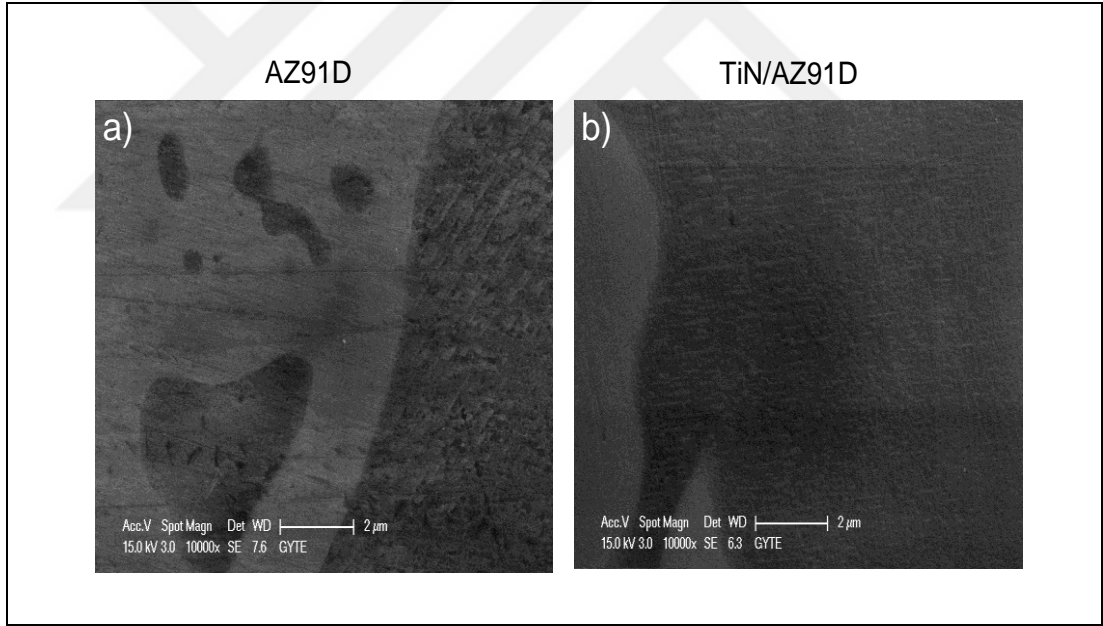 AZ91D
TiN/AZ91D
a)
b)
Acc.V Spot Magn Det WD 2 µm
15.0 kV 3.0 10000x SE 7.6 GYTE
Acc.V Spot Magn Det WD 2 µm
15.0 kV 3.0 10000x SE 6.3 GYTE